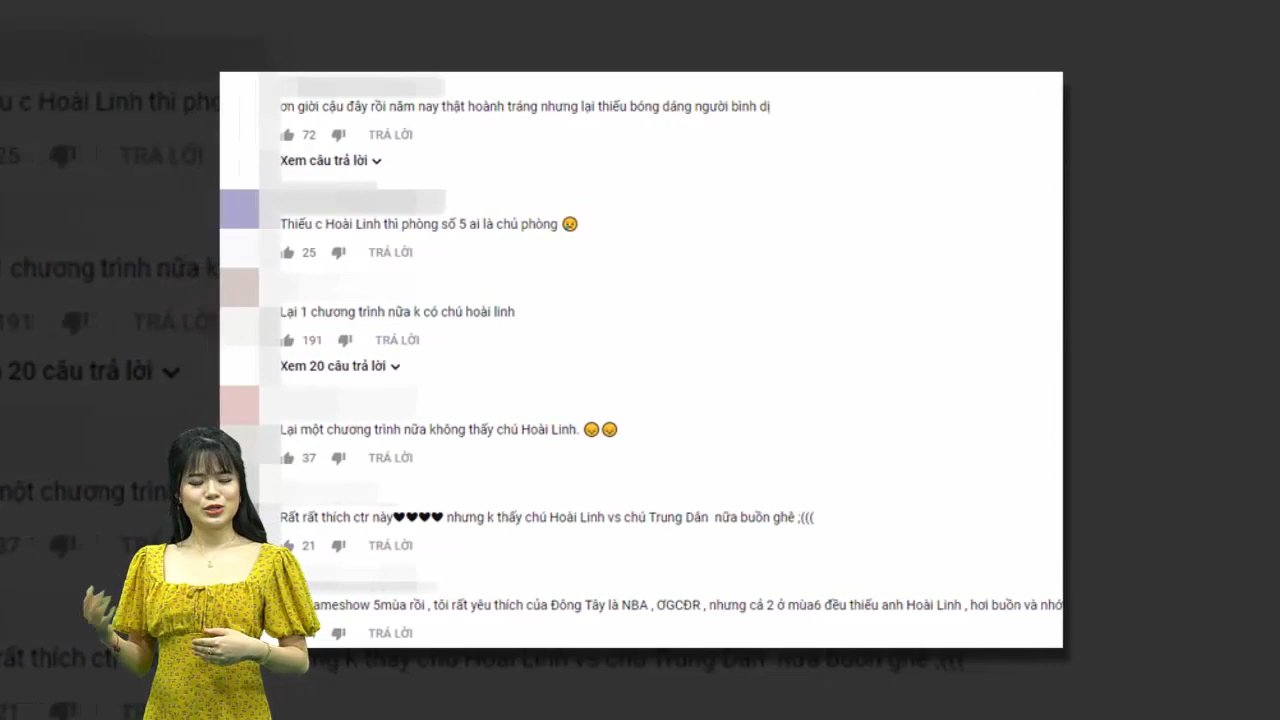 ơn giời cậu đây rồi năm nay thật hoành tráng nhưng lại thiếu bóng dáng người bình dị
72 TRẢ LỜI
Xem câu trả lời
Thiếu c Hoài Linh thì phòng số 5 ai là chủ phòng 😢
25 TRẢ LỜI
Lại 1 chương trình nữa k có chú hoài linh
191 TRẢ LỜI
Xem 20 câu trả lời
Lại một chương trình nữa không thấy chú Hoài Linh. 😞😞
37 TRẢ LỜI
Rất rất thích ctr này♥♥♥♥ nhưng k thấy chú Hoài Linh vs chú Trung Dân nữa buồn ghê ;(((
21 TRẢ LỜI
ameshow 5mùa rồi , tôi rất yêu thích của Đông Tây là NBA , ƠGCĐR , nhưng cả 2 ở mùa6 đều thiếu anh Hoài Linh , hơi buồn và nhớ
TRẢ LỜI